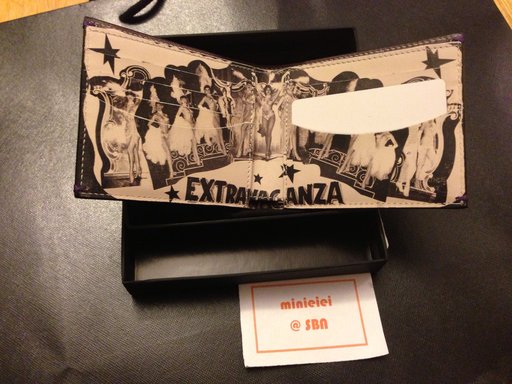 EXTRAVAGANZA
minieiei
@ SBN